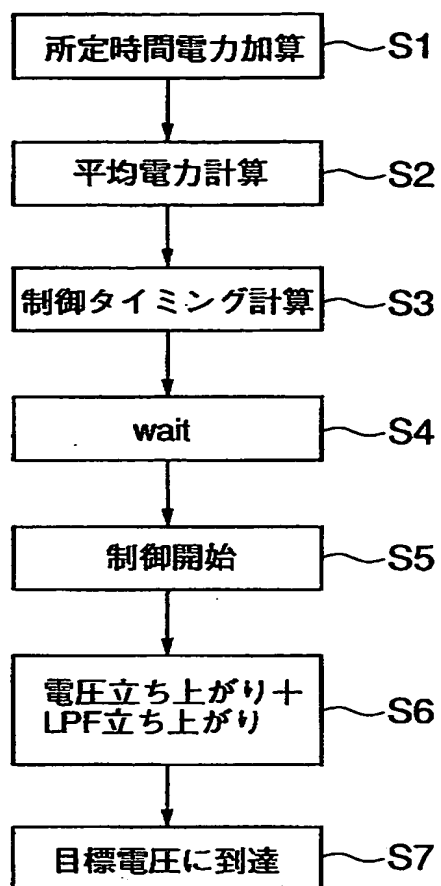 所定時間電力加算 S1
平均電力計算 S2
制御タイミング計算 S3
wait S4
制御開始 S5
電圧立ち上がり+
LPF立ち上がり S6
目標電圧に到達 S7